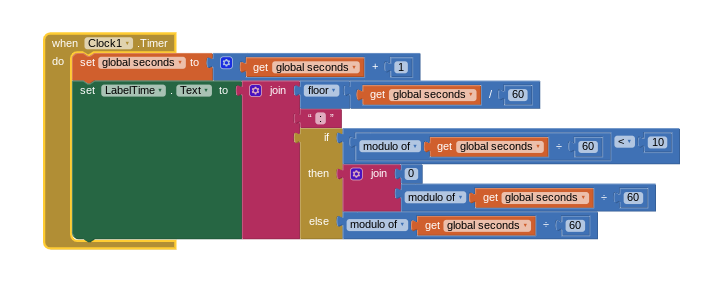 when Clock1 .Timer
do set global seconds to get global seconds + 1
set LabelTime . Text to join floor get global seconds / 60
" : "
if modulo of get global seconds ÷ 60 < 10
then join 0
modulo of get global seconds ÷ 60
else modulo of get global seconds ÷ 60